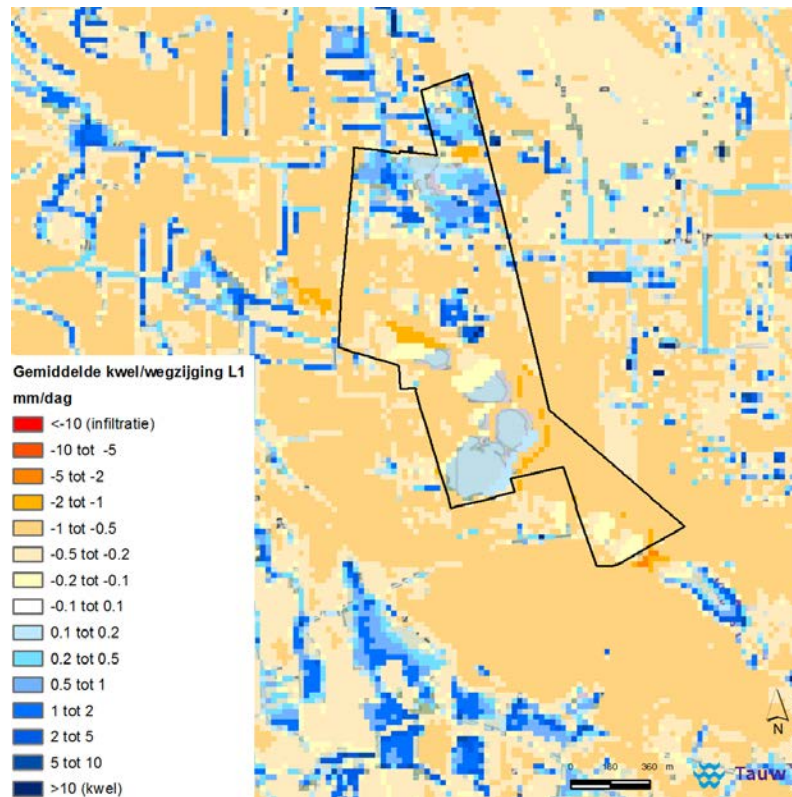 Gemiddelde kwel/wegzijging L1
mm/dag
<-10 (infiltratie)
-10 tot -5
-5 tot -2
-2 tot -1
-1 tot -0.5
-0.5 tot -0.2
-0.2 tot -0.1
-0.1 tot 0.1
0.1 tot 0.2
0.2 tot 0.5
0.5 tot 1
1 tot 2
2 tot 5
5 tot 10
>10 (kwel)
N
0 180 360 m
Tauw